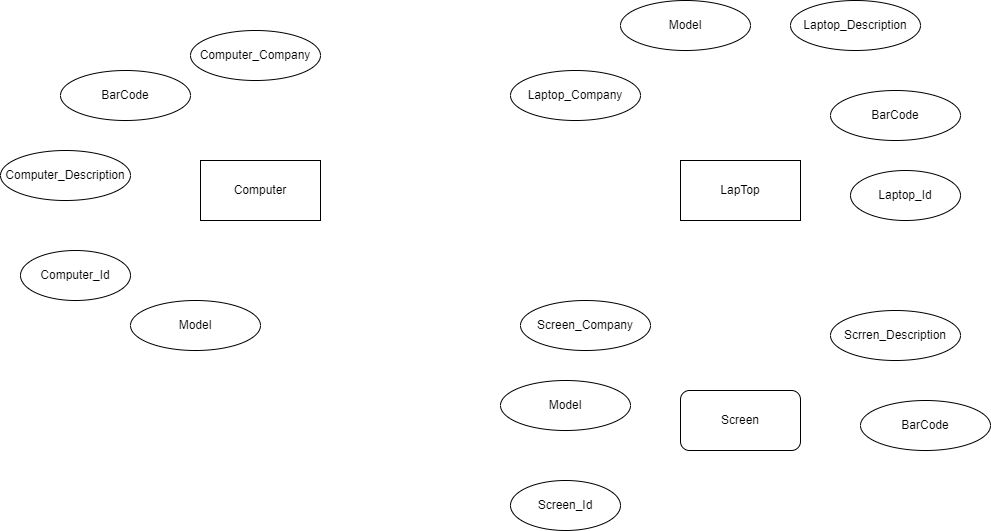 Model
Laptop_Description
Computer_Company
BarCode
Laptop_Company
BarCode
Computer_Description
Computer
LapTop
Laptop_Id
Computer_Id
Model
Screen_Company
Scrren_Description
Model
Screen
BarCode
Screen_Id